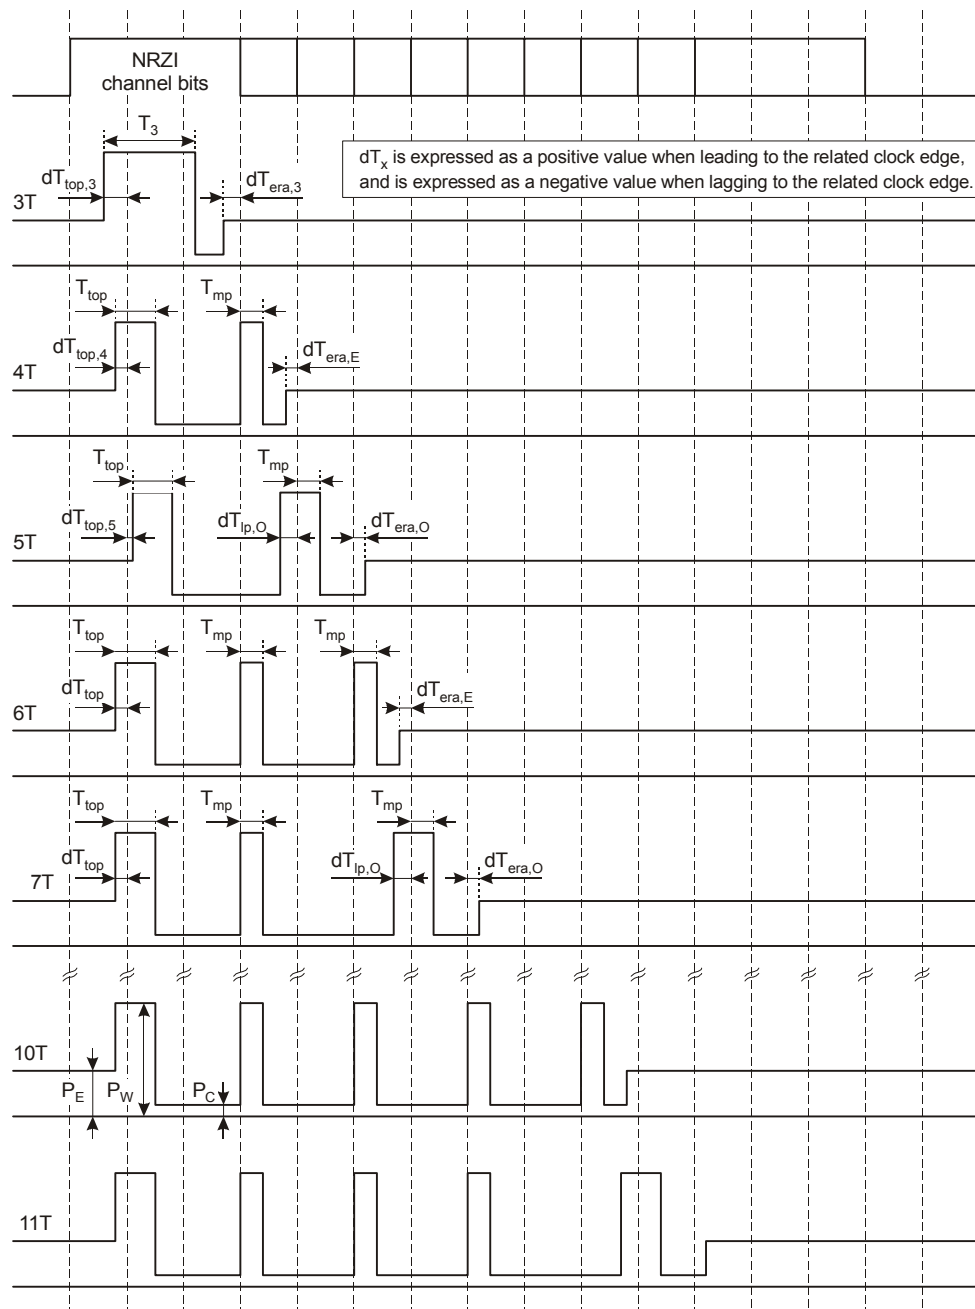 NRZI
channel bits
T3
dTx is expressed as a positive value when leading to the related clock edge,
and is expressed as a negative value when lagging to the related clock edge.
dTtop,3
dTera,3
3T
Ttop
Tmp
dTtop,4
dTera,E
4T
Ttop
Tmp
dTtop,5
dTlp,O
dTera,O
5T
Ttop
Tmp
Tmp
dTtop
dTera,E
6T
Ttop
Tmp
Tmp
dTtop
dTlp,O
dTera,O
7T
10T
PE
PW
PC
11T